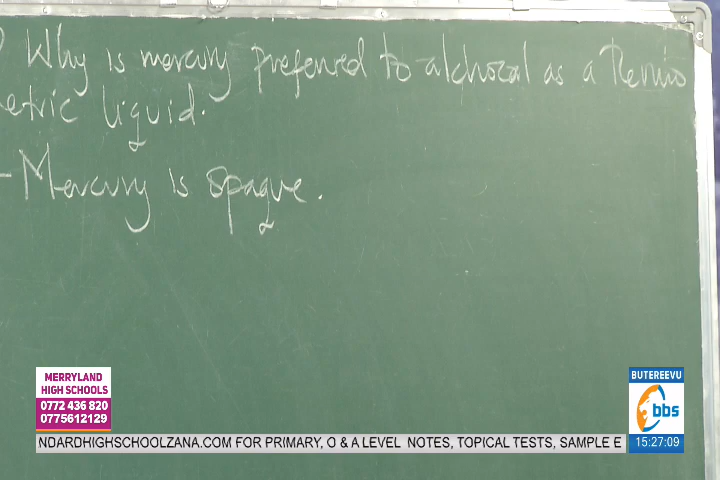 ? Why is mercury preferred to alchocal as a thermo
etric liquid.
- Mercury is opaque.
MERRYLAND
HIGH SCHOOLS
0772 436 820
0775612129
BUTEREEVU
bbs
15:27:09
NDARDHIGHSCHOOLZANA.COM FOR PRIMARY, O & A LEVEL NOTES, TOPICAL TESTS, SAMPLE E